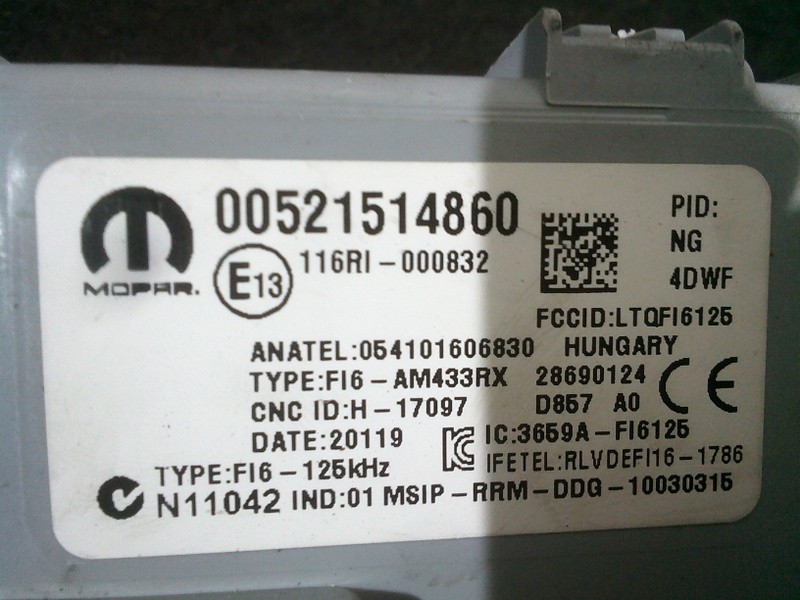 00521514860
MOPAR.
E13
116RI-000832
PID:
NG
4DWF
FCCID:LTQFI6125
ANATEL:054101606830 HUNGARY
TYPE:FI6-AM433RX 28690124
CNC ID:H-17097 D857 A0
CE
DATE:20119 IC:3659A-FI6125
TYPE:FI6-125kHz IFETEL:RLVDEFI16-1786
N11042 IND:01 MSIP-RRM-DDG-10030315